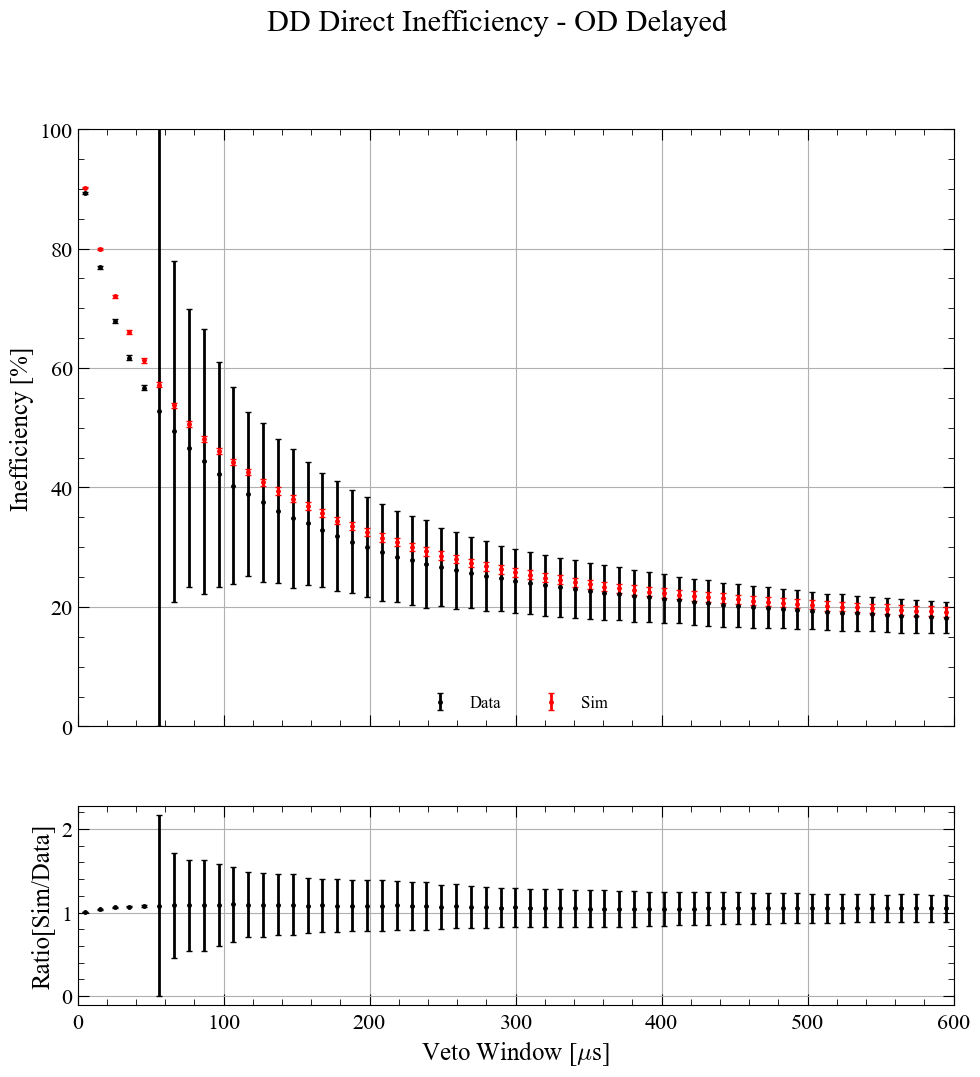 DD Direct Inefficiency - OD Delayed
100
80
60
40
20
0
Inefficiency [%]
Data
Sim
2
1
0
Ratio[Sim/Data]
0 100 200 300 400 500 600
Veto Window [μs]